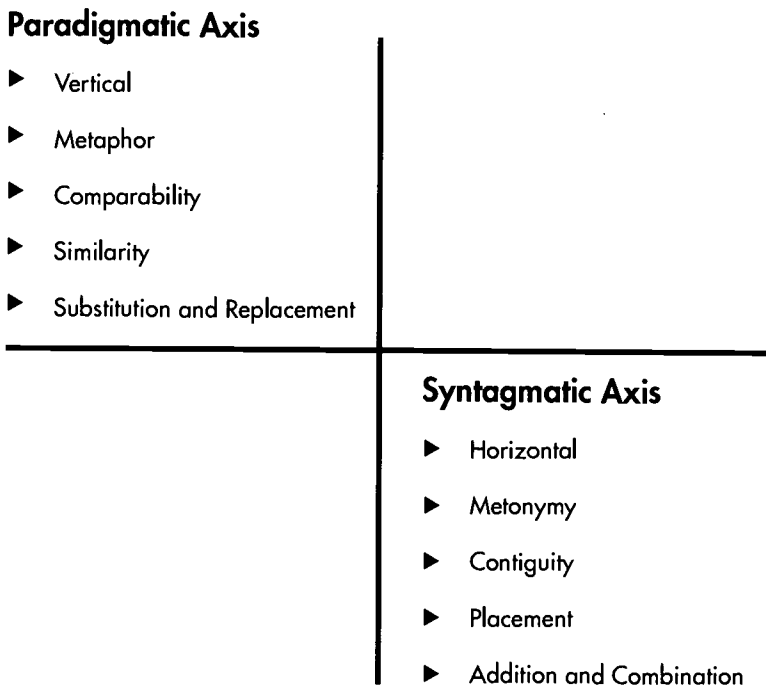 Paradigmatic Axis
▶ Vertical
▶ Metaphor
▶ Comparability
▶ Similarity
▶ Substitution and Replacement
Syntagmatic Axis
▶ Horizontal
▶ Metonymy
▶ Contiguity
▶ Placement
▶ Addition and Combination